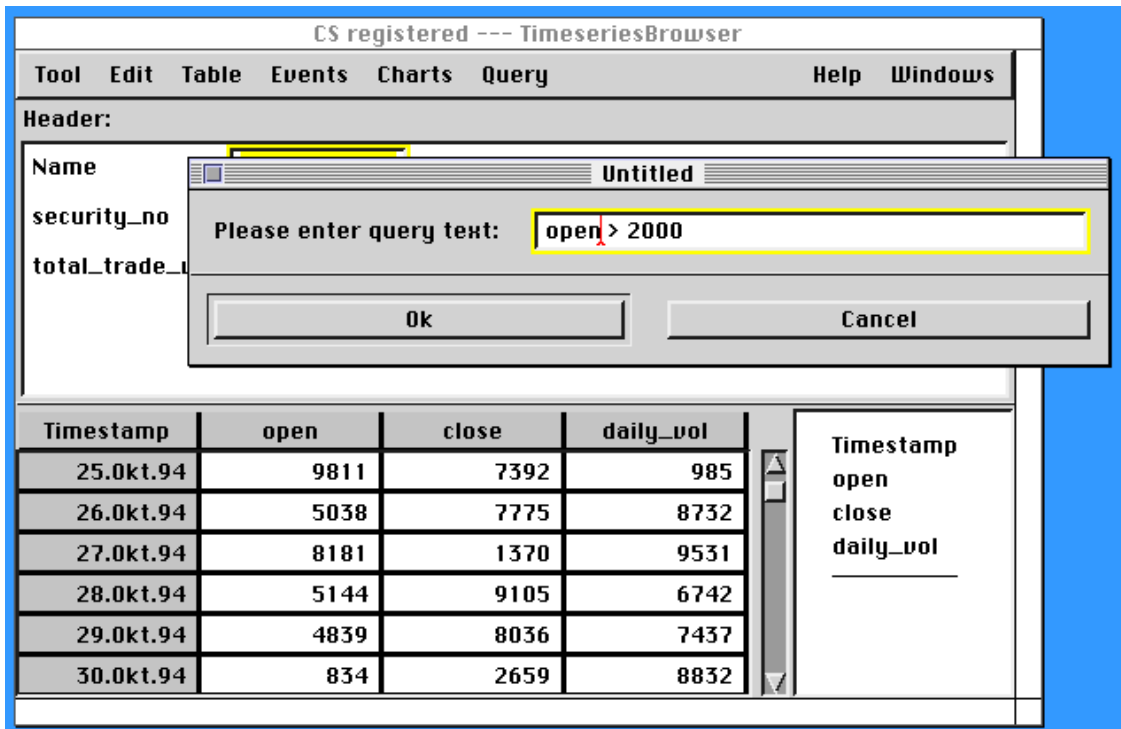 CS registered --- TimeseriesBrowser
Tool Edit Table Events Charts Query Help Windows
Header:
Name
Untitled
security_no
Please enter query text: open > 2000
total_trade_
Ok Cancel
Timestamp open close daily_vol
25.Okt.94 9811 7392 985
26.Okt.94 5038 7775 8732
27.Okt.94 8181 1370 9531
28.Okt.94 5144 9105 6742
29.Okt.94 4839 8036 7437
30.Okt.94 834 2659 8832
Timestamp
open
close
daily_vol